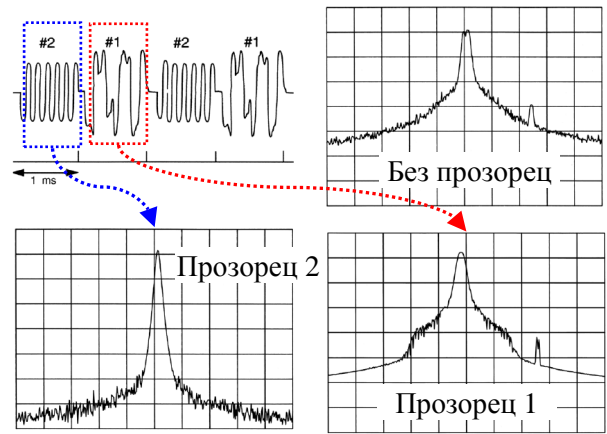 #2 #1 #2 #1
1 ms
Без прозорец
Прозорец 2
Прозорец 1